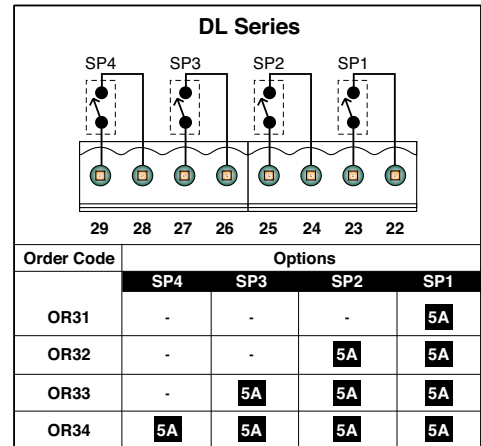 DL Series
SP4 SP3 SP2 SP1
29 28 27 26 25 24 23 22
Order Code Options
SP4 SP3 SP2 SP1
OR31 - - - 5A
OR32 - - 5A 5A
OR33 - 5A 5A 5A
OR34 5A 5A 5A 5A